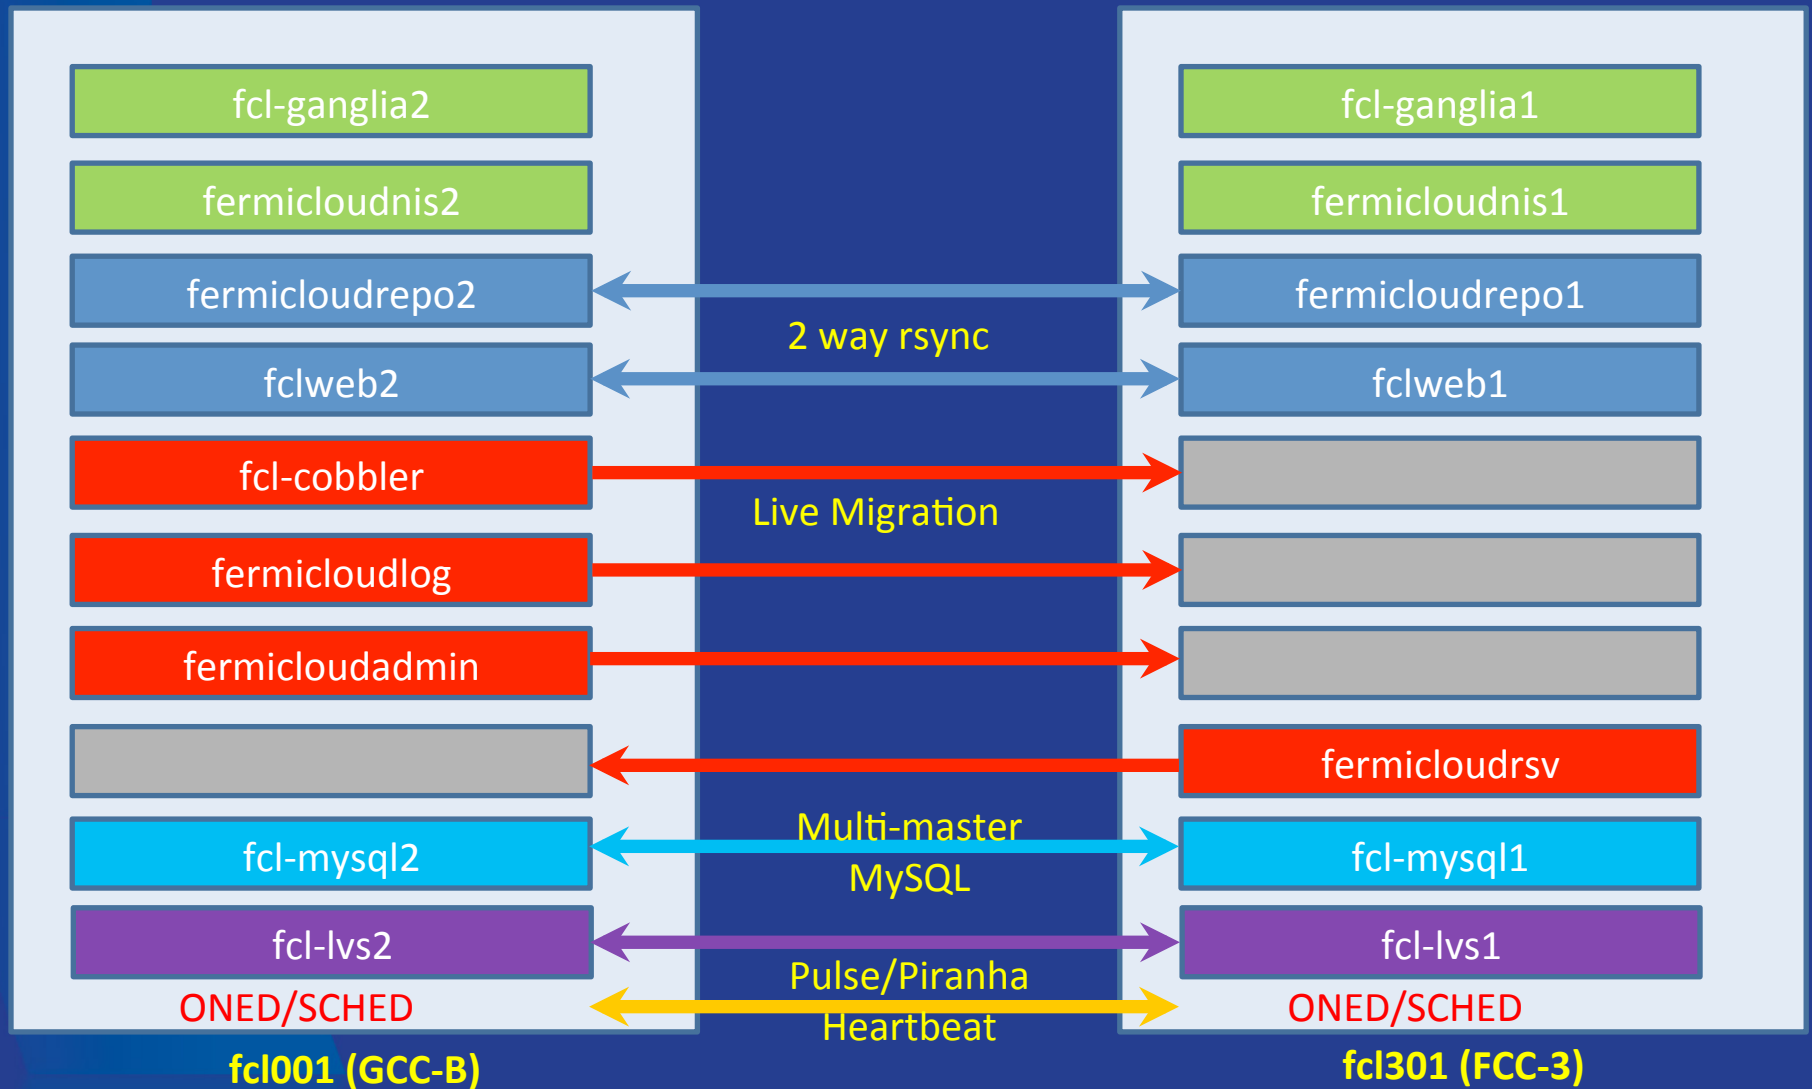 fcl-ganglia2
fcl-ganglia1
fermicloudnis2
fermicloudnis1
fermicloudrepo2
fermicloudrepo1
2 way rsync
fclweb2
fclweb1
fcl-cobbler
Live Migration
fermicloudlog
fermicloudadmin
fermicloudrsv
Multi-master
MySQL
fcl-mysql2
fcl-mysql1
fcl-lvs2
fcl-lvs1
Pulse/Piranha
Heartbeat
ONED/SCHED
ONED/SCHED
fcl001 (GCC-B)
fcl301 (FCC-3)